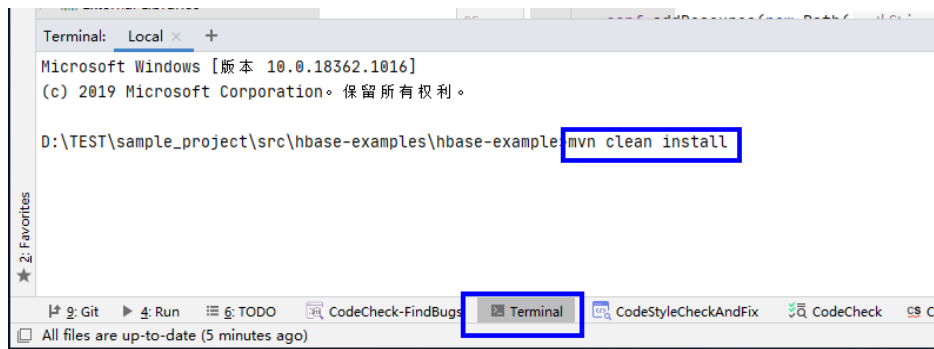 Terminal: Local × +
Microsoft Windows [版本 10.0.18362.1016]
(c) 2019 Microsoft Corporation。保留所有权利。
D:\TEST\sample_project\src\hbase-examples\hbase-example>mvn clean install
2: Favorites
9: Git 4: Run 6: TODO CodeCheck-FindBugs Terminal CodeStyleCheckAndFix CodeCheck CS
All files are up-to-date (5 minutes ago)